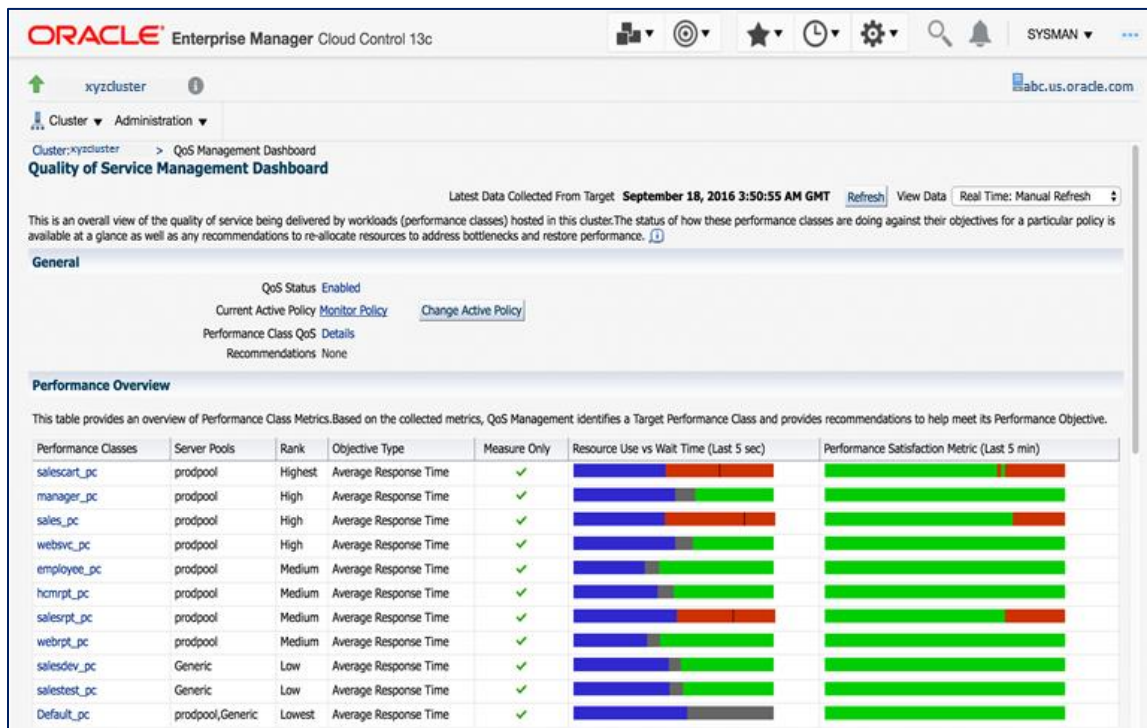 ORACLE Enterprise Manager Cloud Control 13c
SYSMAN
xyzcluster
abc.us.oracle.com
Cluster Administration
Cluster:xyzcluster > QoS Management Dashboard
Quality of Service Management Dashboard
Latest Data Collected From Target September 18, 2016 3:50:55 AM GMT Refresh View Data Real Time: Manual Refresh
This is an overall view of the quality of service being delivered by workloads (performance classes) hosted in this cluster.The status of how these performance classes are doing against their objectives for a particular policy is
available at a glance as well as any recommendations to re-allocate resources to address bottlenecks and restore performance.
General
QoS Status Enabled
Current Active Policy Monitor Policy Change Active Policy
Performance Class QoS Details
Recommendations None
Performance Overview
This table provides an overview of Performance Class Metrics.Based on the collected metrics, QoS Management identifies a Target Performance Class and provides recommendations to help meet its Performance Objective.
Performance Classes Server Pools Rank Objective Type Measure Only Resource Use vs Wait Time (Last 5 sec) Performance Satisfaction Metric (Last 5 min)
salescart_pc prodpool Highest Average Response Time
manager_pc prodpool High Average Response Time
sales_pc prodpool High Average Response Time
websvc_pc prodpool High Average Response Time
employee_pc prodpool Medium Average Response Time
hcmrpt_pc prodpool Medium Average Response Time
salesrpt_pc prodpool Medium Average Response Time
webrpt_pc prodpool Medium Average Response Time
salesdev_pc Generic Low Average Response Time
salestest_pc Generic Low Average Response Time
Default_pc prodpool,Generic Lowest Average Response Time